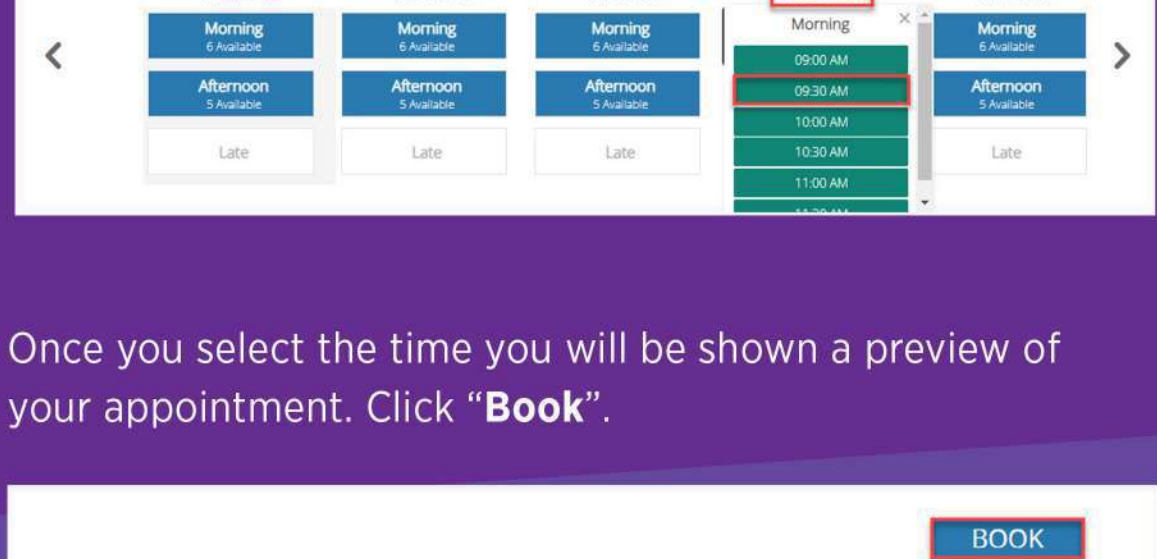 Morning
6 Available
Morning
6 Available
Morning
6 Available
Morning
Morning
6 Available
09:00 AM
09:30 AM
Afternoon
5 Available
Afternoon
5 Available
Afternoon
5 Available
Afternoon
5 Available
10:00 AM
Late
Late
Late
10:30 AM
Late
11:00 AM
Once you select the time you will be shown a preview of
your appointment. Click “Book”.
BOOK